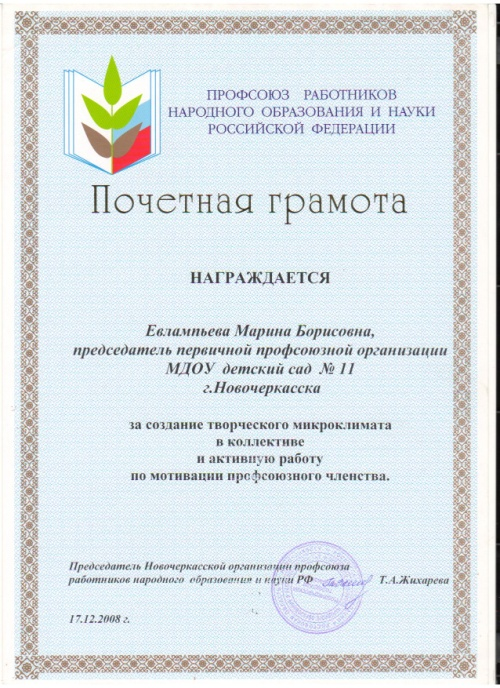 ПРОФСОЮЗ РАБОТНИКОВ
НАРОДНОГО ОБРАЗОВАНИЯ И НАУКИ
РОССИЙСКОЙ ФЕДЕРАЦИИ
Почетная грамота
НАГРАЖДАЕТСЯ
Евлампьева Марина Борисовна,
председатель первичной профсоюзной организации
МДОУ детский сад № 11
г.Новочеркасска
за создание творческого микроклимата
в коллективе
и активную работу
по мотивации профсоюзного членства.
Председатель Новочеркасской организации профсоюза
работников народного образования и науки РФ Т.А.Жихарева
17.12.2008 г.